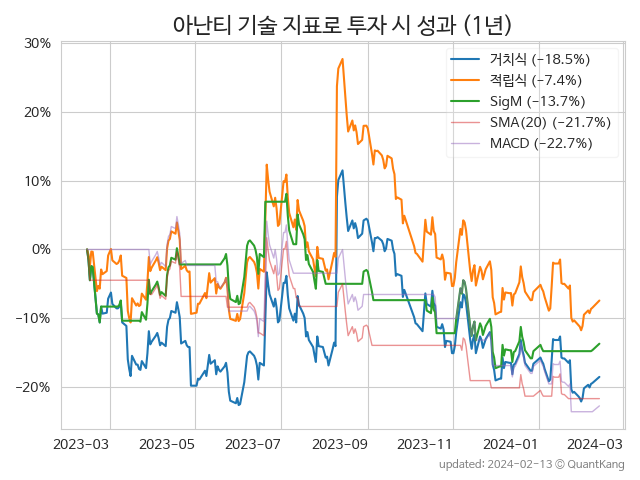 아난티 기술 지표로 투자 시 성과 (1년)
30%
20%
10%
0%
−10%
−20%
거치식 (−18.5%)
적립식 (−7.4%)
SigM (−13.7%)
SMA(20) (−21.7%)
MACD (−22.7%)
2023-03 2023-05 2023-07 2023-09 2023-11 2024-01 2024-03
updated: 2024-02-13 ⓒ QuantKang